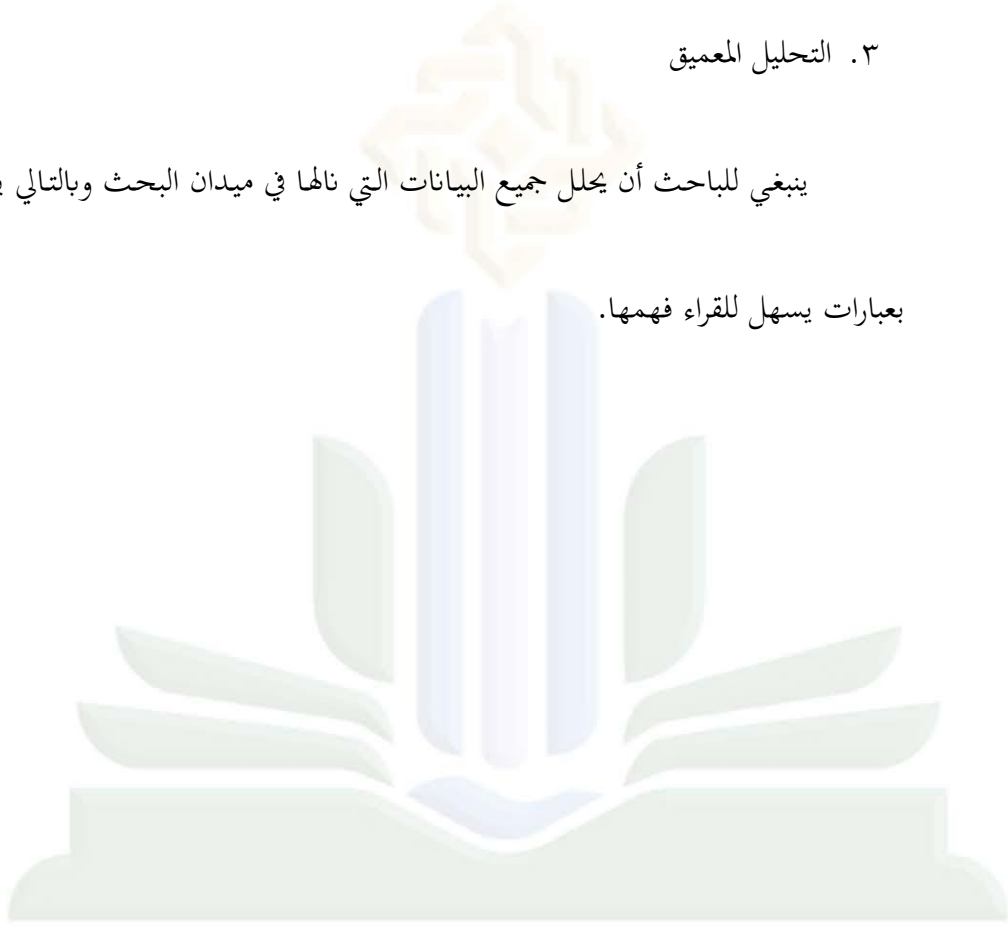 ٣. التحليل المعميق
ينبغي للباحث أن يحلل جميع البيانات التي نالها في ميدان البحث وبالتالي
بعبارات يسهل للقراء فهمها.